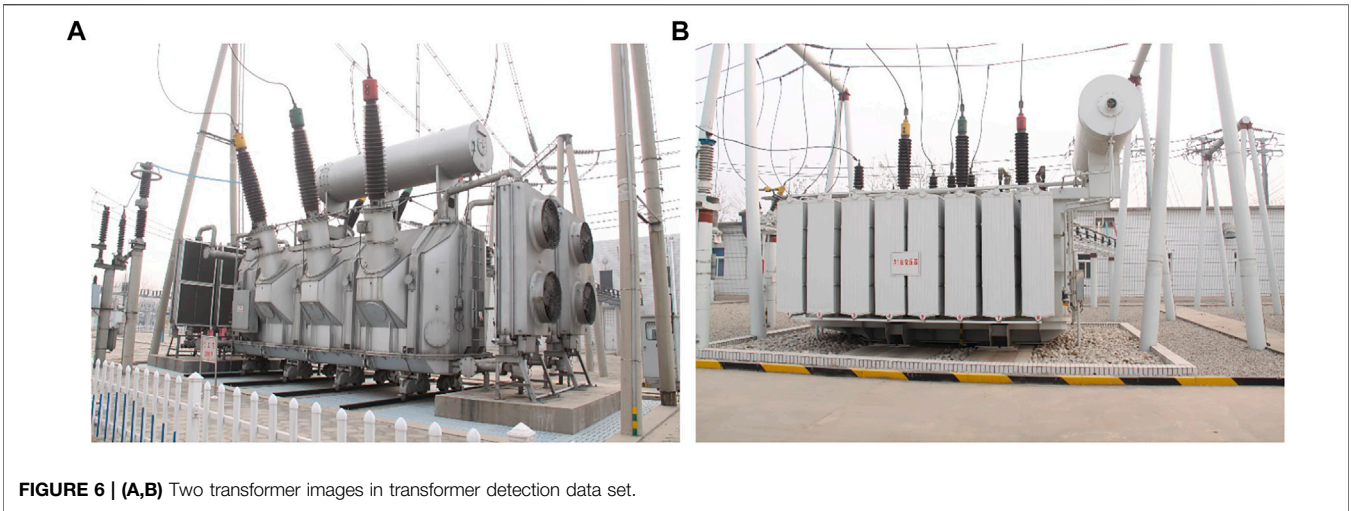 A
B
FIGURE 6 | (A,B) Two transformer images in transformer detection data set.